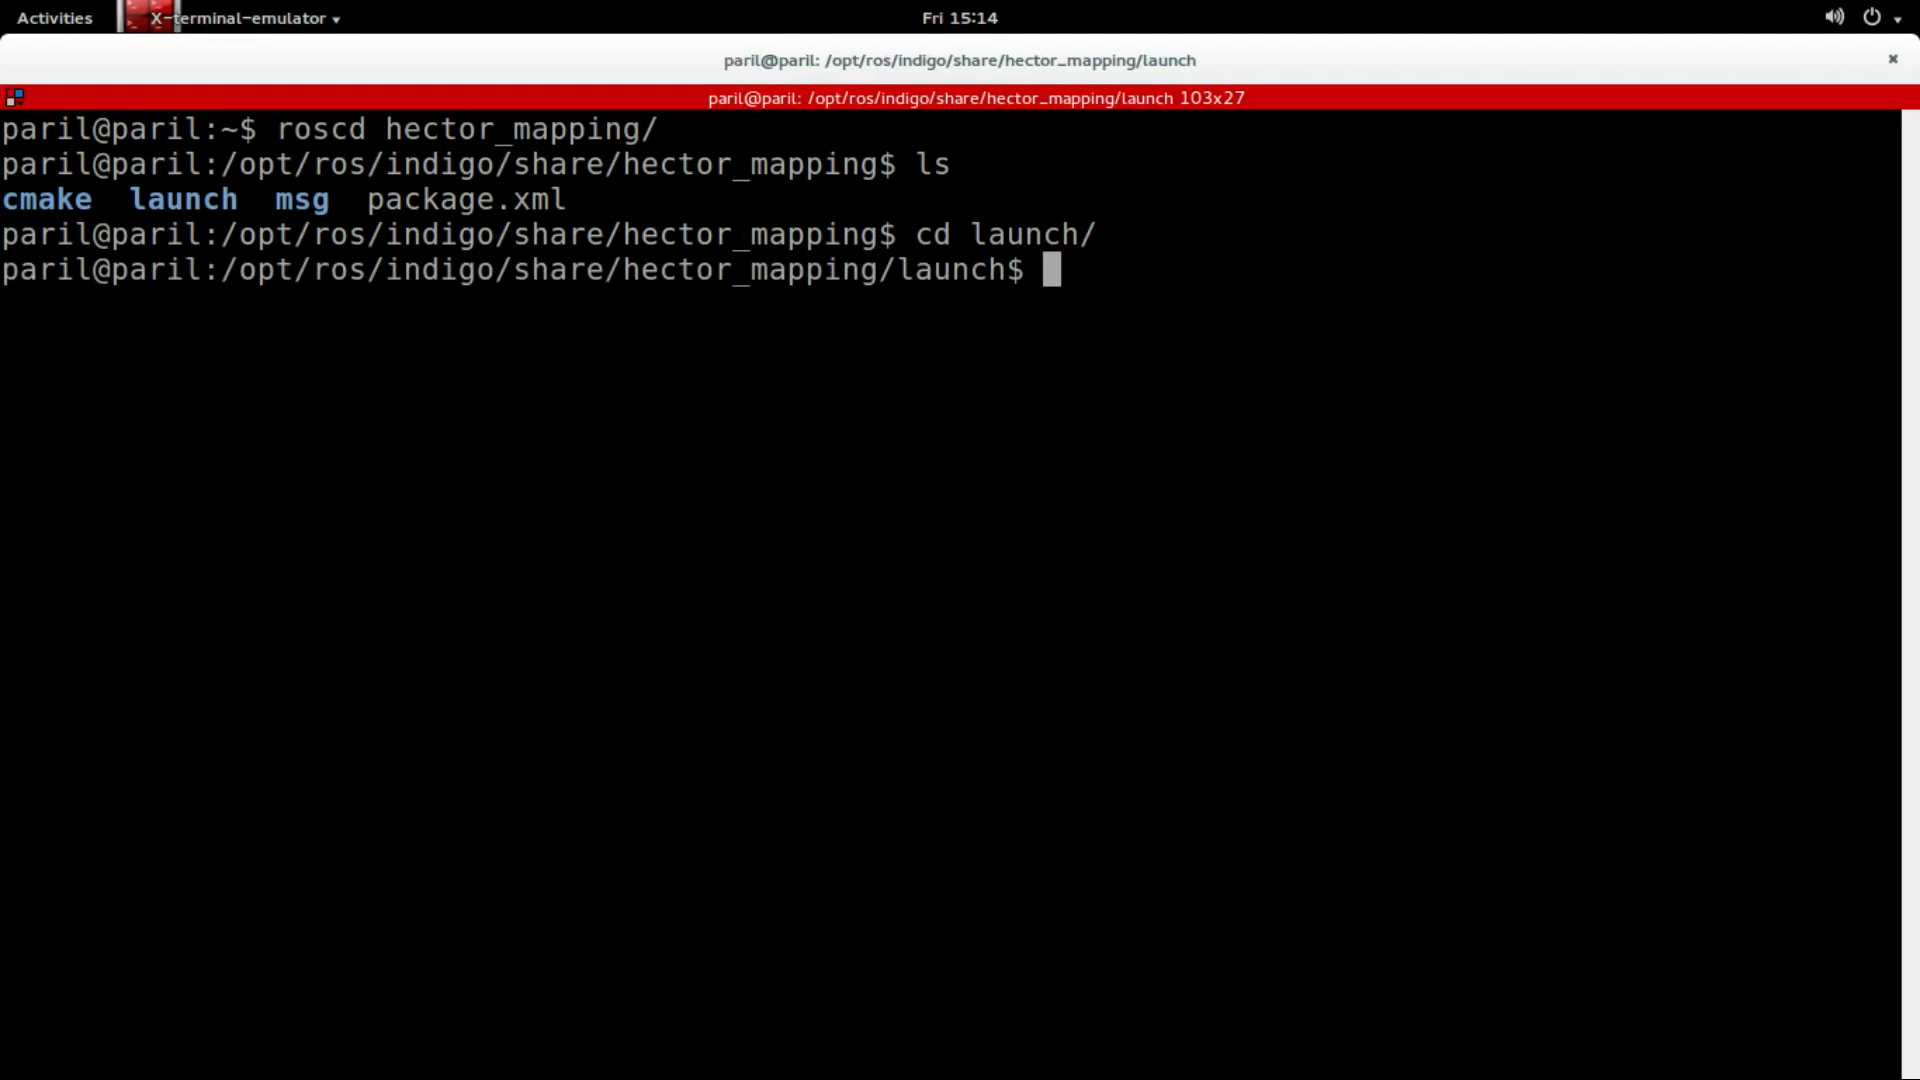 Activities X-terminal-emulator Fri 15:14
paril@paril: /opt/ros/indigo/share/hector_mapping/launch
paril@paril: /opt/ros/indigo/share/hector_mapping/launch 103x27
paril@paril:~$ roscd hector_mapping/
paril@paril:/opt/ros/indigo/share/hector_mapping$ ls
cmake launch msg package.xml
paril@paril:/opt/ros/indigo/share/hector_mapping$ cd launch/
paril@paril:/opt/ros/indigo/share/hector_mapping/launch$